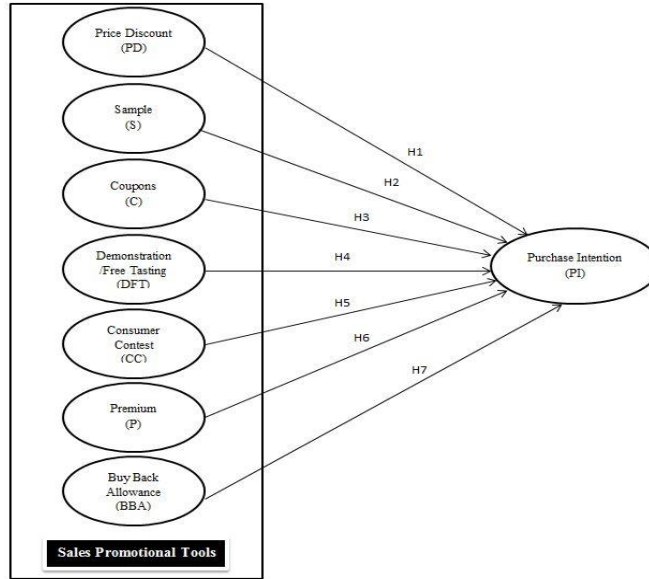 Price Discount
(PD)
Sample
(S)
Coupons
(C)
Demonstration
/Free Tasting
(DFT)
Consumer
Contest
(CC)
Premium
(P)
Buy Back
Allowance
(BBA)
Sales Promotional Tools
H1
H2
H3
H4
H5
H6
H7
Purchase Intention
(PI)